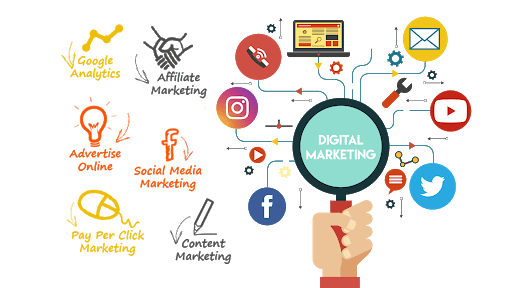 Google
Analytics
Affiliate
Marketing
Advertise
Online
Social Media
Marketing
Pay Per Click
Marketing
Content
Marketing
DIGITAL
MARKETING